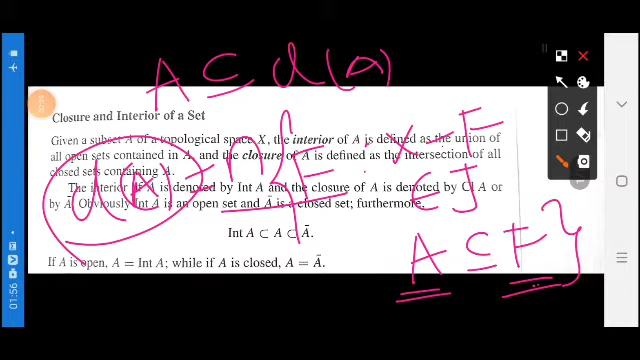 A ⊆ cl(A)
Closure and Interior of a Set
Given a subset A of a topological space X, the interior of A is defined as the union of
all open sets contained in A, and the closure of A is defined as the intersection of all
closed sets containing A.
The interior of A is denoted by Int A and the closure of A is denoted by Cl A or
by Ā. Obviously Int A is an open set and Ā is a closed set; furthermore,
Int A ⊂ A ⊂ Ā.
If A is open, A = Int A; while if A is closed, A = Ā.
cl(A) = ∩ { F : X − F
∈ J
A ⊆ F }
01:56